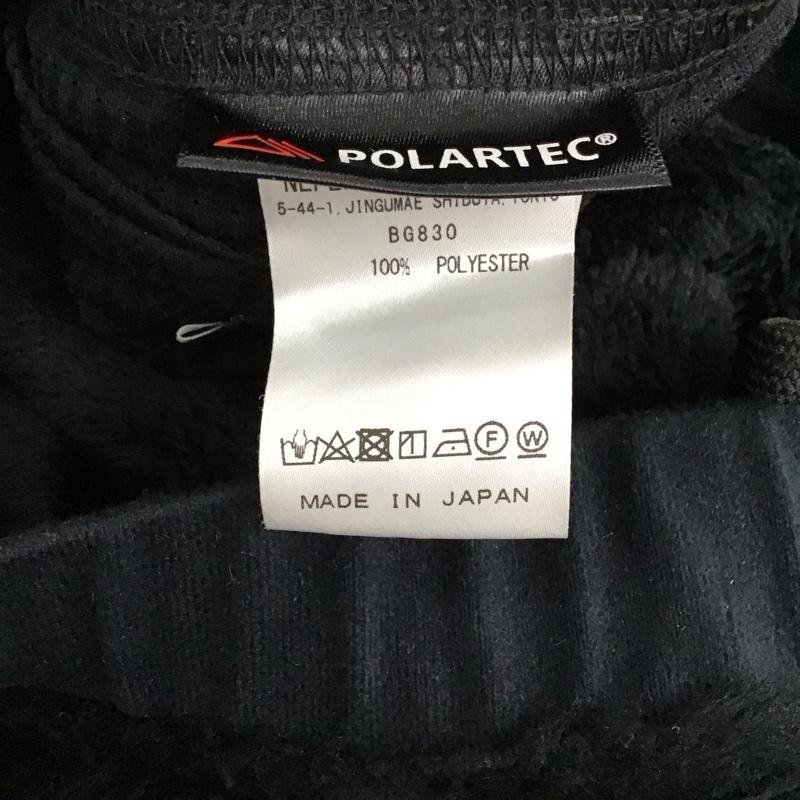 POLARTEC®
5-44-1. JINGUMAE SHIBUYA. TOKYO
BG830
100% POLYESTER
F W
MADE IN JAPAN